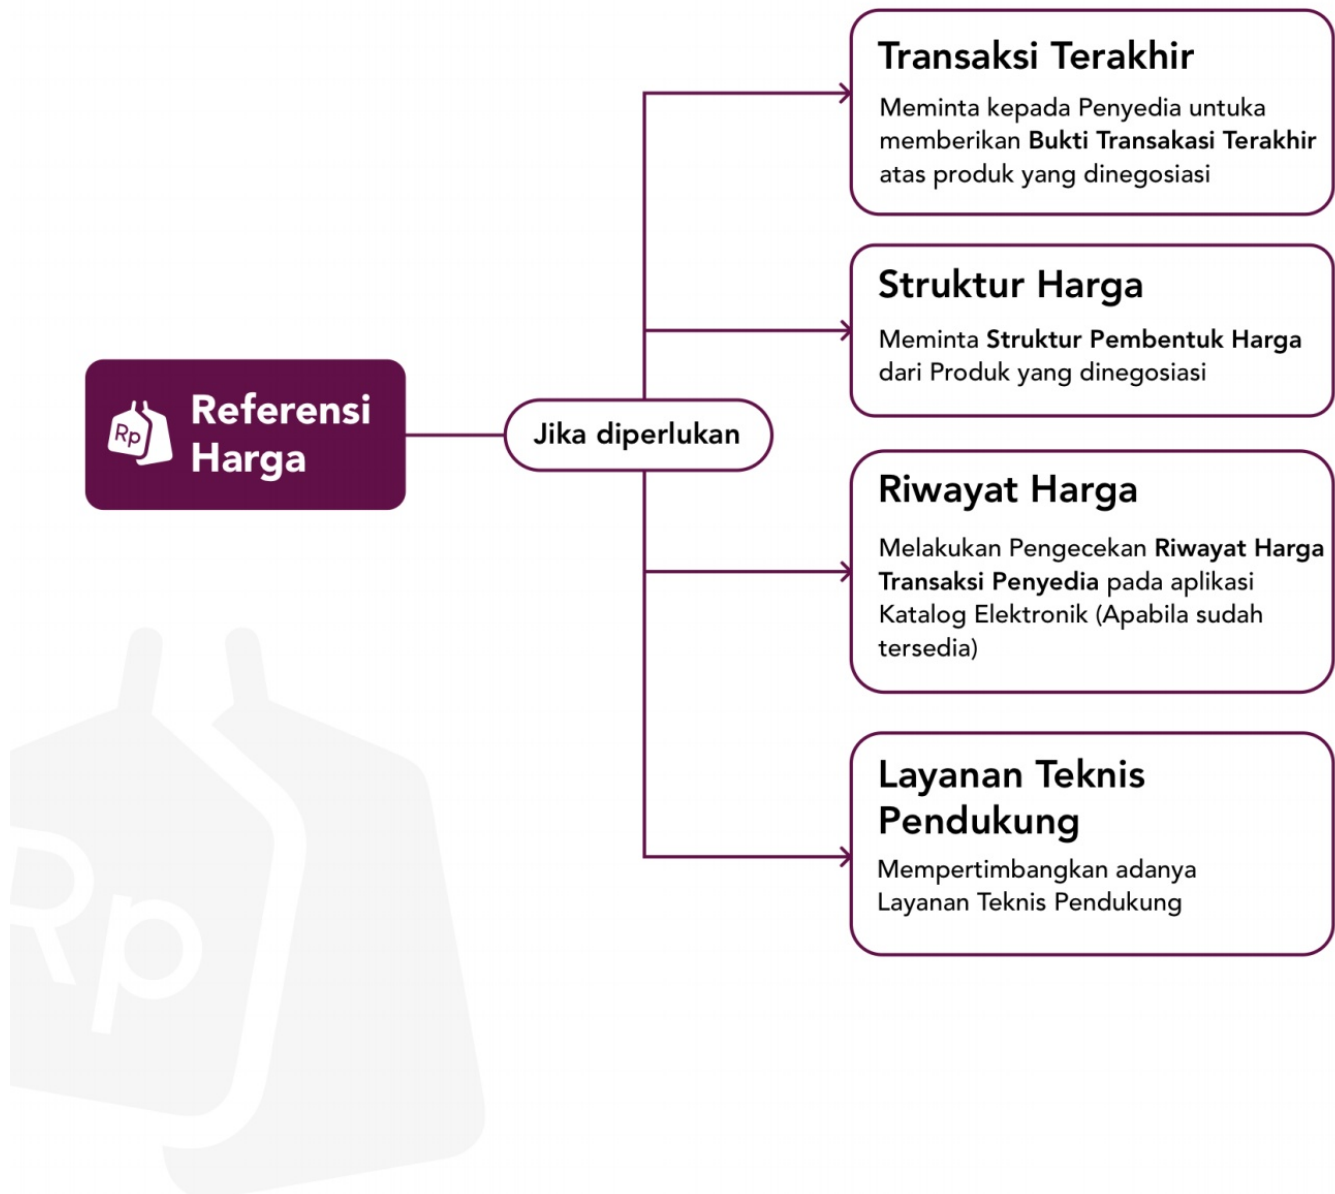 Transaksi Terakhir
Meminta kepada Penyedia untuka
memberikan Bukti Transakasi Terakhir
atas produk yang dinegosiasi
Struktur Harga
Meminta Struktur Pembentuk Harga
dari Produk yang dinegosiasi
Rp
Referensi
Harga
Jika diperlukan
Riwayat Harga
Melakukan Pengecekan Riwayat Harga
Transaksi Penyedia pada aplikasi
Katalog Elektronik (Apabila sudah
tersedia)
Layanan Teknis
Pendukung
Mempertimbangkan adanya
Layanan Teknis Pendukung
Rp